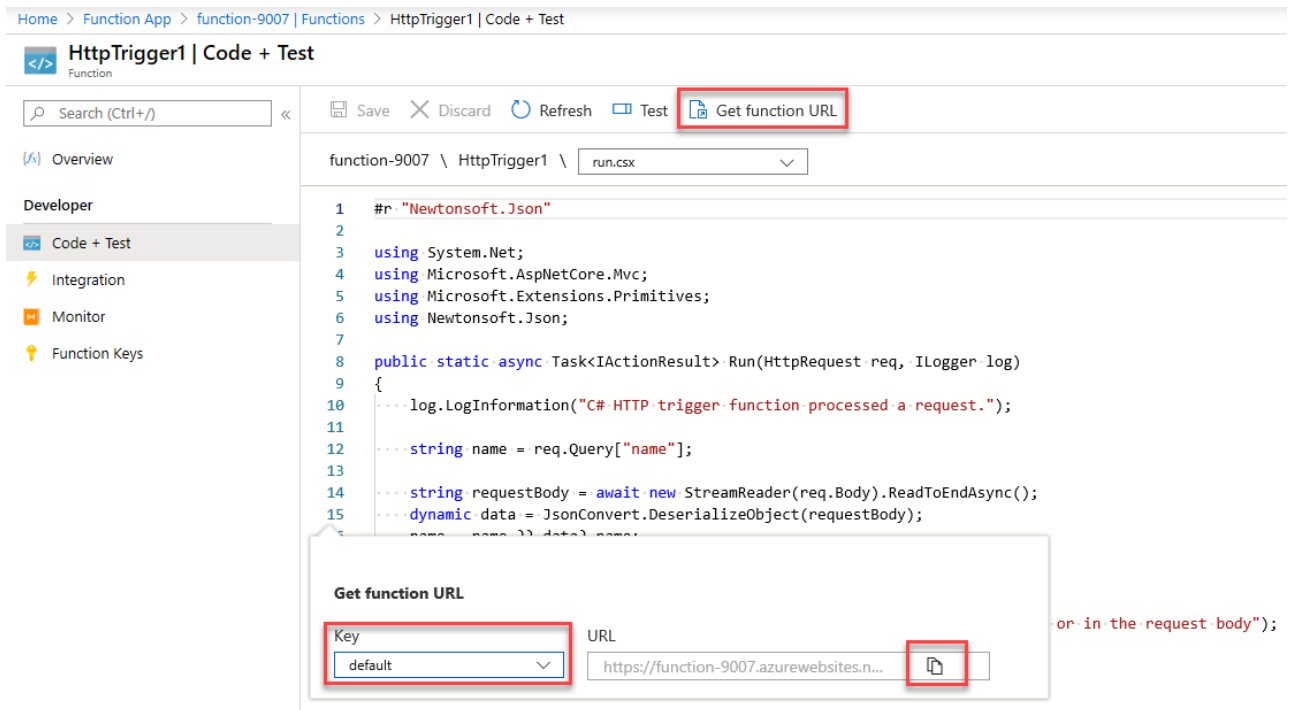 Home > Function App > function-9007 | Functions > HttpTrigger1 | Code + Test
HttpTrigger1 | Code + Test
Function
Search (Ctrl+/)
«
Overview
Developer
Code + Test
Integration
Monitor
Function Keys
Save Discard Refresh Test Get function URL
function-9007 \ HttpTrigger1 \ run.csx
1 #r "Newtonsoft.Json"
2
3 using System.Net;
4 using Microsoft.AspNetCore.Mvc;
5 using Microsoft.Extensions.Primitives;
6 using Newtonsoft.Json;
7
8 public static async Task<IActionResult> Run(HttpRequest req, ILogger log)
9 {
10 log.LogInformation("C# HTTP trigger function processed a request.");
11
12 string name = req.Query["name"];
13
14 string requestBody = await new StreamReader(req.Body).ReadToEndAsync();
15 dynamic data = JsonConvert.DeserializeObject(requestBody);
name = name ?? data?.name;
or in the request body");
Get function URL
Key URL
default https://function-9007.azurewebsites.n...